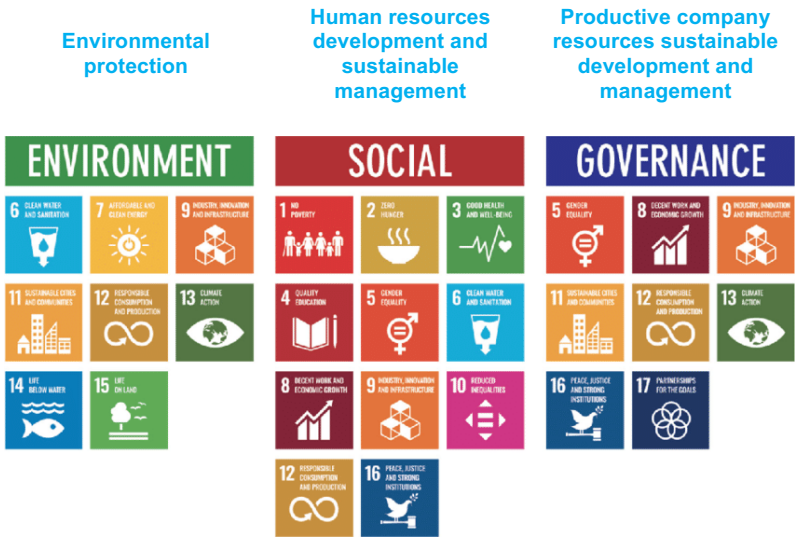 Environmental
protection
Human resources
development and
sustainable
management
Productive company
resources sustainable
development and
management
ENVIRONMENT
6 CLEAN WATER
AND SANITATION
7 AFFORDABLE AND
CLEAN ENERGY
9 INDUSTRY, INNOVATION
AND INFRASTRUCTURE
11 SUSTAINABLE CITIES
AND COMMUNITIES
12 RESPONSIBLE
CONSUMPTION
AND PRODUCTION
13 CLIMATE
ACTION
14 LIFE
BELOW WATER
15 LIFE
ON LAND
SOCIAL
1 NO
POVERTY
2 ZERO
HUNGER
3 GOOD HEALTH
AND WELL-BEING
4 QUALITY
EDUCATION
5 GENDER
EQUALITY
6 CLEAN WATER
AND SANITATION
8 DECENT WORK AND
ECONOMIC GROWTH
9 INDUSTRY, INNOVATION
AND INFRASTRUCTURE
10 REDUCED
INEQUALITIES
12 RESPONSIBLE
CONSUMPTION
AND PRODUCTION
16 PEACE, JUSTICE
AND STRONG
INSTITUTIONS
GOVERNANCE
5 GENDER
EQUALITY
8 DECENT WORK AND
ECONOMIC GROWTH
9 INDUSTRY, INNOVATION
AND INFRASTRUCTURE
11 SUSTAINABLE CITIES
AND COMMUNITIES
12 RESPONSIBLE
CONSUMPTION
AND PRODUCTION
13 CLIMATE
ACTION
16 PEACE, JUSTICE
AND STRONG
INSTITUTIONS
17 PARTNERSHIPS
FOR THE GOALS